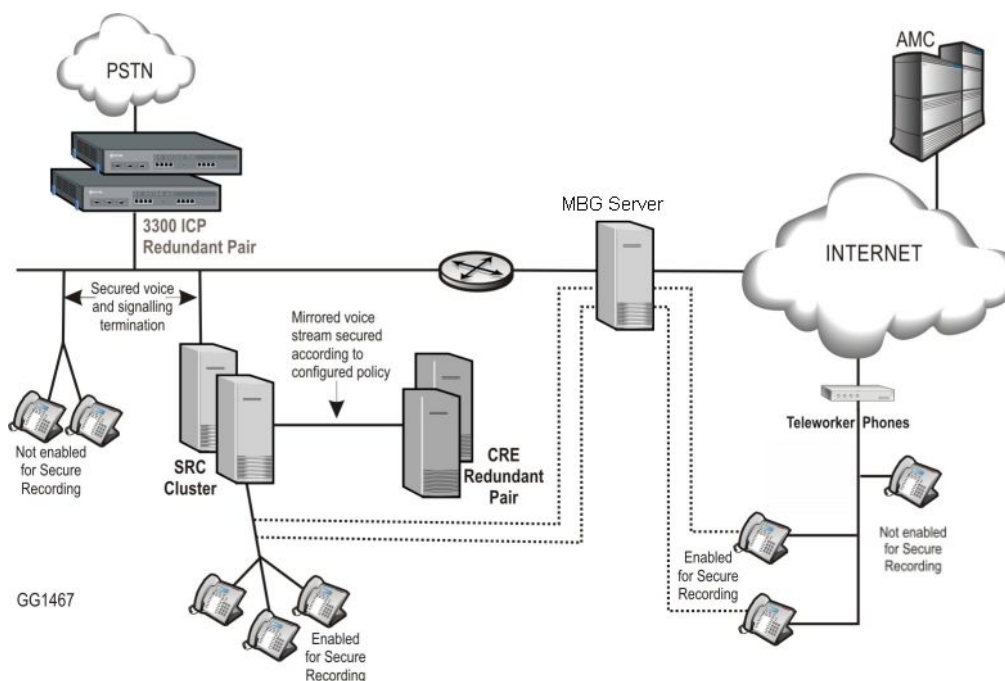 PSTN
AMC
3300 ICP
Redundant Pair
MBG Server
INTERNET
Secured voice
and signalling
termination
Mirrored voice
stream secured
according to
configured policy
Teleworker Phones
Not enabled
for Secure
Recording
SRC
Cluster
CRE
Redundant
Pair
Not enabled
for Secure
Recording
Enabled
for Secure
Recording
GG1467
Enabled
for Secure
Recording